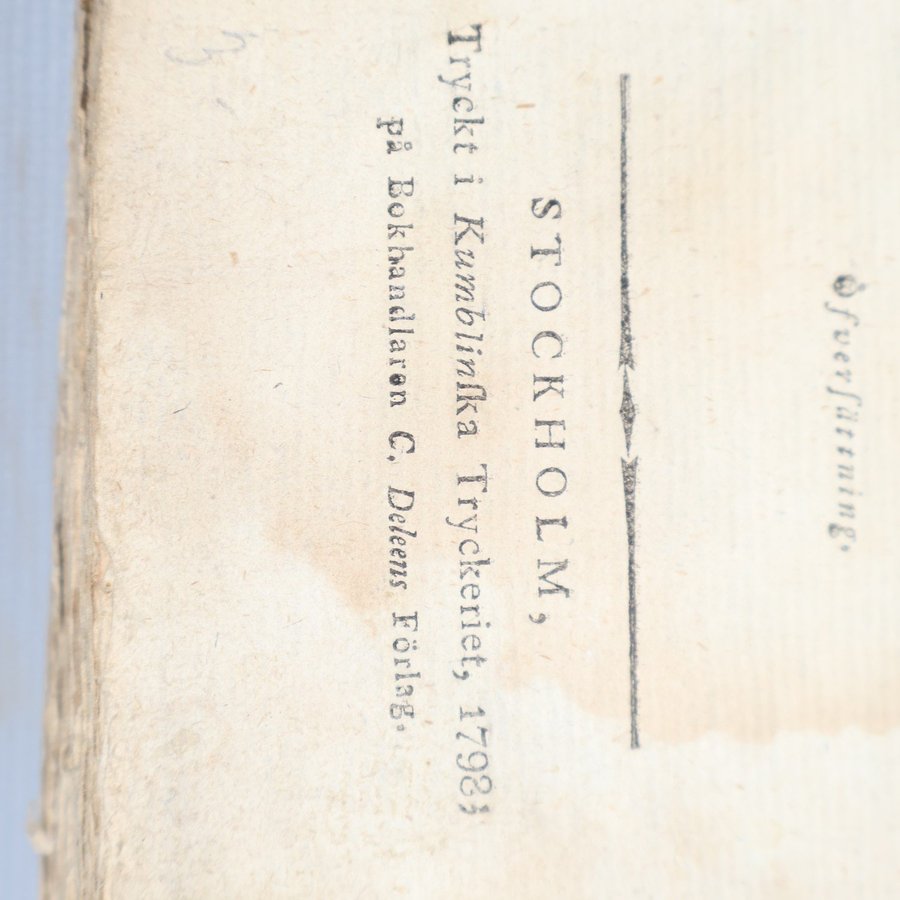 Öfverſättning.
STOCKHOLM,
Tryckt i Kumblinſka Tryckeriet, 1798;
på Bokhandlaren C. Deleens Förlag.